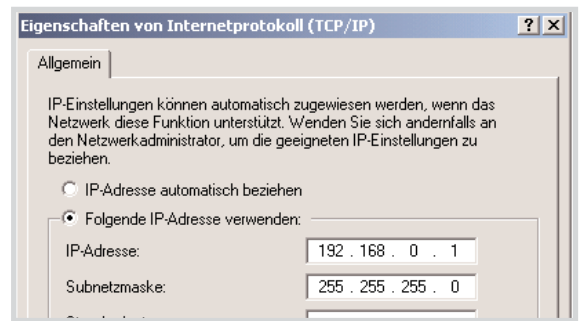 Eigenschaften von Internetprotokoll (TCP/IP)
Allgemein
IP-Einstellungen können automatisch zugewiesen werden, wenn das
Netzwerk diese Funktion unterstützt. Wenden Sie sich andernfalls an
den Netzwerkadministrator, um die geeigneten IP-Einstellungen zu
beziehen.
IP-Adresse automatisch beziehen
Folgende IP-Adresse verwenden:
IP-Adresse: 192 . 168 . 0 . 1
Subnetzmaske: 255 . 255 . 255 . 0